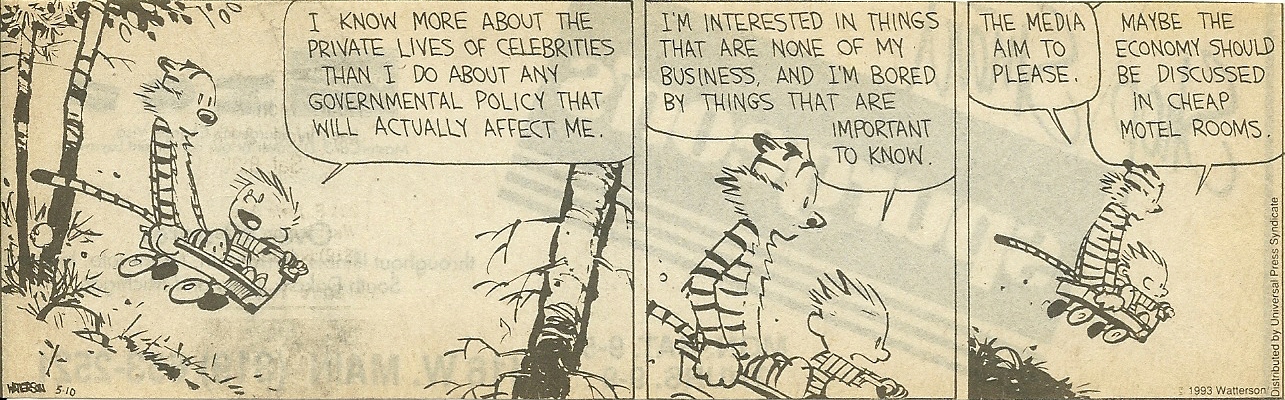 I KNOW MORE ABOUT THE
PRIVATE LIVES OF CELEBRITIES
THAN I DO ABOUT ANY
GOVERNMENTAL POLICY THAT
WILL ACTUALLY AFFECT ME.
I'M INTERESTED IN THINGS
THAT ARE NONE OF MY
BUSINESS, AND I'M BORED
BY THINGS THAT ARE
IMPORTANT
TO KNOW.
THE MEDIA
AIM TO
PLEASE.
MAYBE THE
ECONOMY SHOULD
BE DISCUSSED
IN CHEAP
MOTEL ROOMS.
WATTERSON 5-10
© 1993 Watterson
Distributed by Universal Press Syndicate